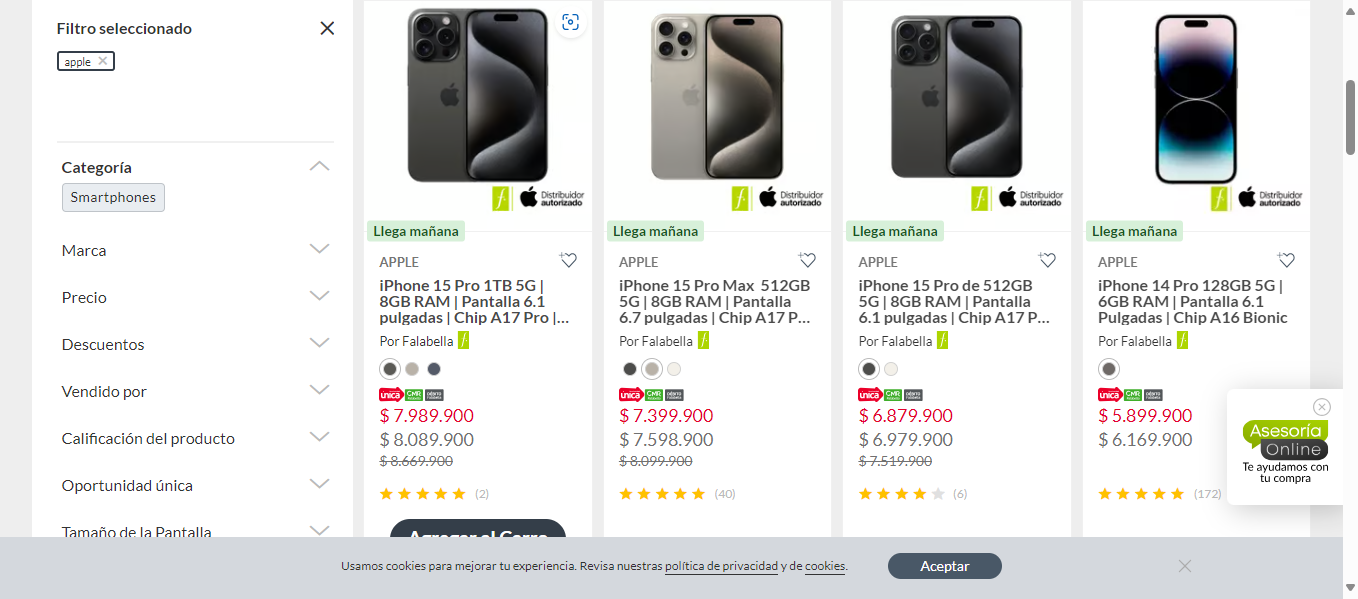 Filtro seleccionado
apple
Categoría
Smartphones
Marca
Precio
Descuentos
Vendido por
Calificación del producto
Oportunidad única
Tamaño de la Pantalla
Distribuidor
autorizado
Llega mañana
APPLE
iPhone 15 Pro 1TB 5G |
8GB RAM | Pantalla 6.1
pulgadas | Chip A17 Pro |...
Por Falabella
única
CMR
$ 7.989.900
$ 8.089.900
$ 8.669.900
(2)
Agregar al Carro
Distribuidor
autorizado
Llega mañana
APPLE
iPhone 15 Pro Max 512GB
5G | 8GB RAM | Pantalla
6.7 pulgadas | Chip A17 P...
Por Falabella
única
CMR
$ 7.399.900
$ 7.598.900
$ 8.099.900
(40)
Distribuidor
autorizado
Llega mañana
APPLE
iPhone 15 Pro de 512GB
5G | 8GB RAM | Pantalla
6.1 pulgadas | Chip A17 P...
Por Falabella
única
CMR
$ 6.879.900
$ 6.979.900
$ 7.519.900
(6)
Distribuidor
autorizado
Llega mañana
APPLE
iPhone 14 Pro 128GB 5G |
6GB RAM | Pantalla 6.1
Pulgadas | Chip A16 Bionic
Por Falabella
única
CMR
$ 5.899.900
$ 6.169.900
(172)
Asesoría
Online
Te ayudamos con
tu compra
Usamos cookies para mejorar tu experiencia. Revisa nuestras política de privacidad y de cookies.
Aceptar